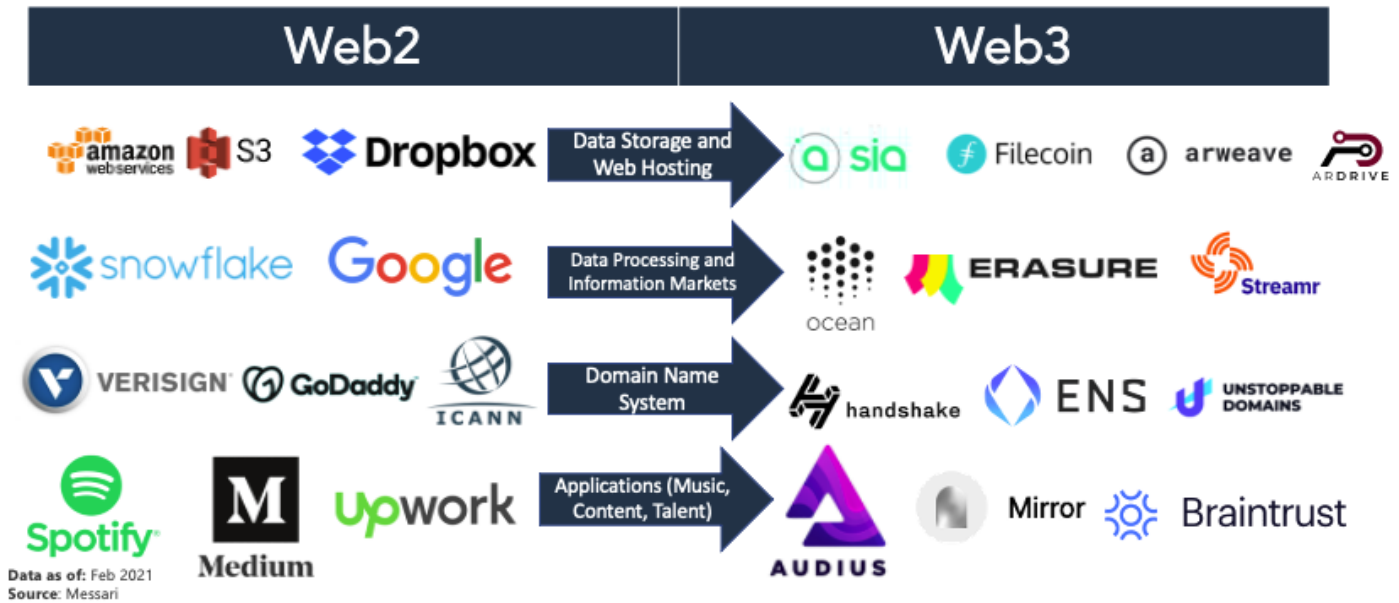 Web2
Web3
amazon
webservices
S3
Dropbox
Data Storage and
Web Hosting
sia
Filecoin
a
arweave
ARDRIVE
snowflake
Google
Data Processing and
Information Markets
ocean
ERASURE
Streamr
VERISIGN
GoDaddy
ICANN
Domain Name
System
handshake
ENS
UNSTOPPABLE
DOMAINS
Spotify
M
Medium
upwork
Applications (Music,
Content, Talent)
AUDIUS
Mirror
Braintrust
Data as of: Feb 2021
Source: Messari